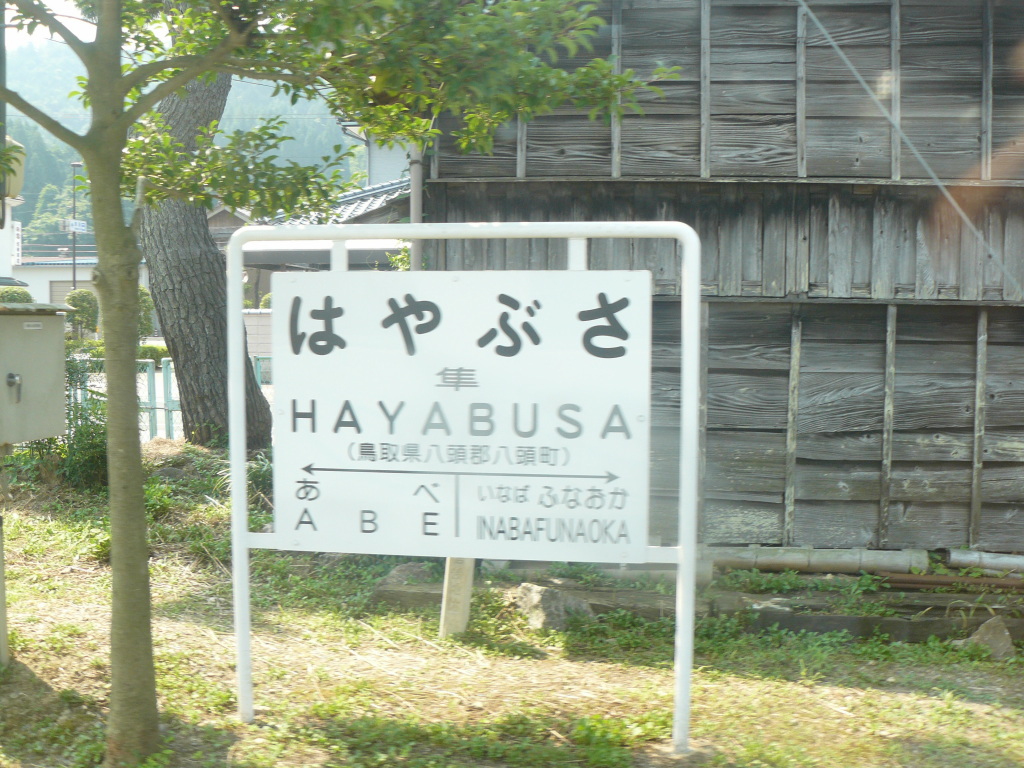 はやぶさ
隼
HAYABUSA
(鳥取県八頭郡八頭町)
あべ いなば ふなおか
ABE INABAFUNAOKA